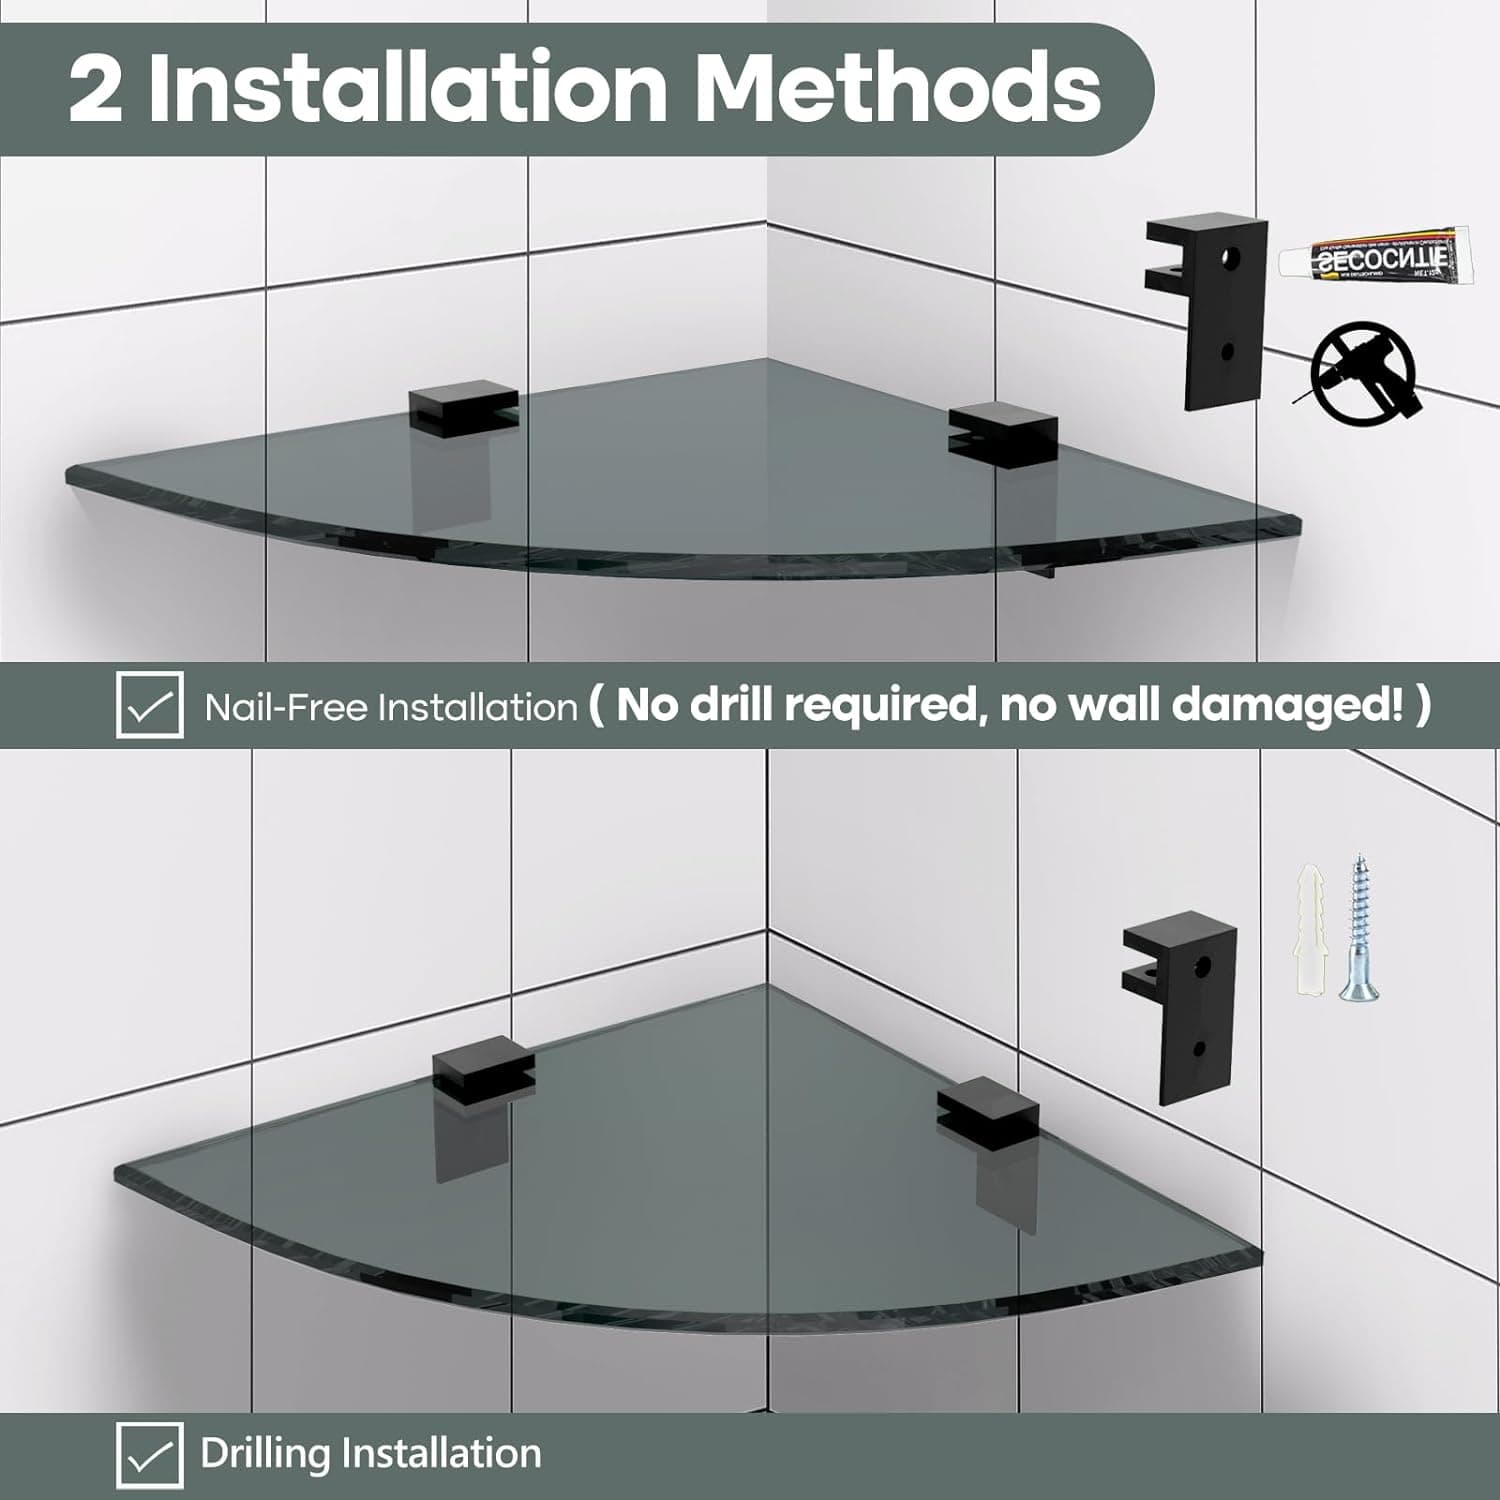 2 Installation Methods
SECOCNTIE
Nail-Free Installation ( No drill required, no wall damaged! )
Drilling Installation